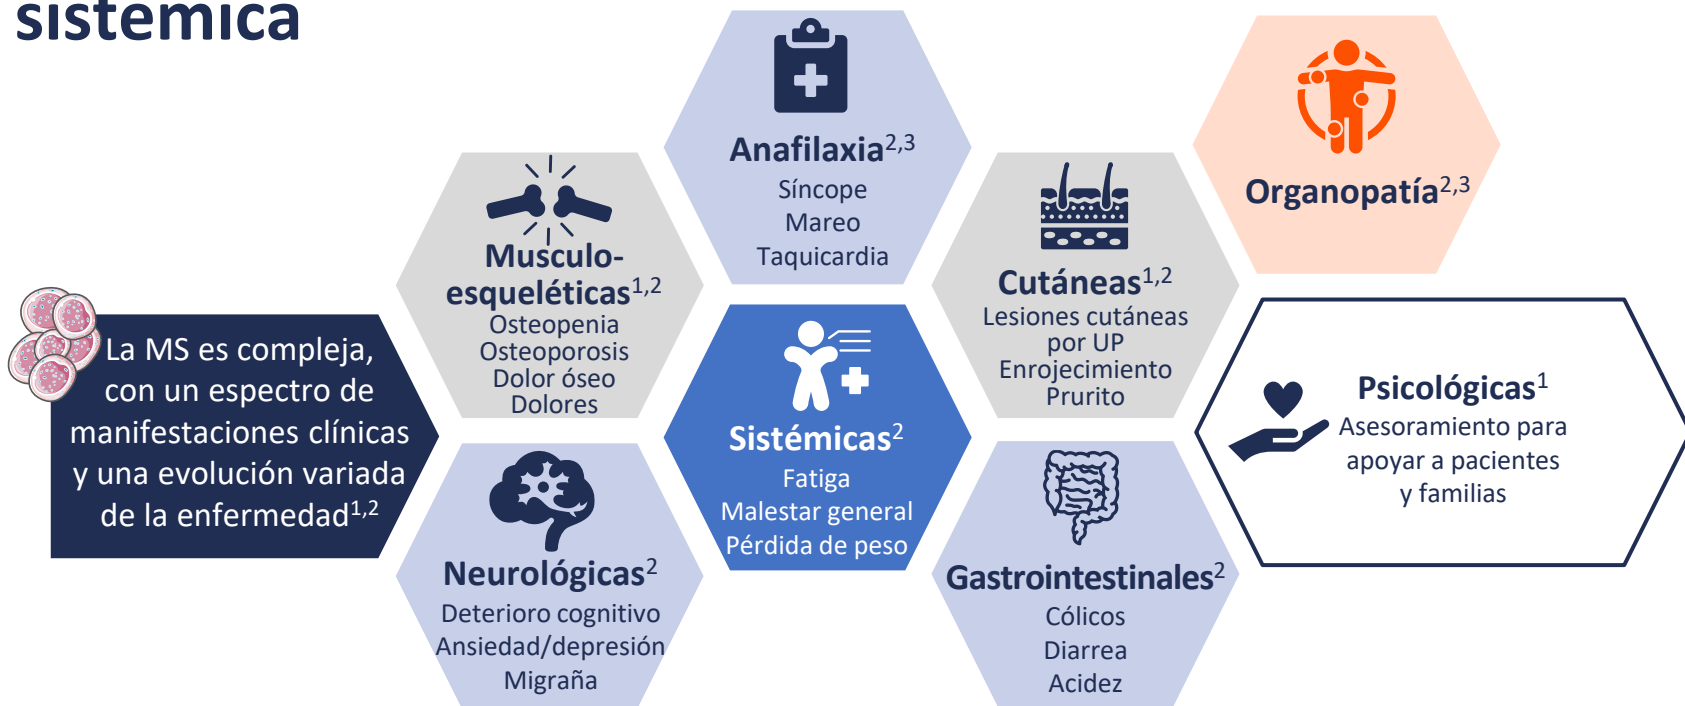 sistémica
La MS es compleja,
con un espectro de
manifestaciones clínicas
y una evolución variada
de la enfermedad1,2
Musculo-
esqueléticas1,2
Osteopenia
Osteoporosis
Dolor óseo
Dolores
Neurológicas2
Deterioro cognitivo
Ansiedad/depresión
Migraña
Anafilaxia2,3
Síncope
Mareo
Taquicardia
Sistémicas2
Fatiga
Malestar general
Pérdida de peso
Cutáneas1,2
Lesiones cutáneas
por UP
Enrojecimiento
Prurito
Gastrointestinales2
Cólicos
Diarrea
Acidez
Organopatía2,3
Psicológicas1
Asesoramiento para
apoyar a pacientes
y familias